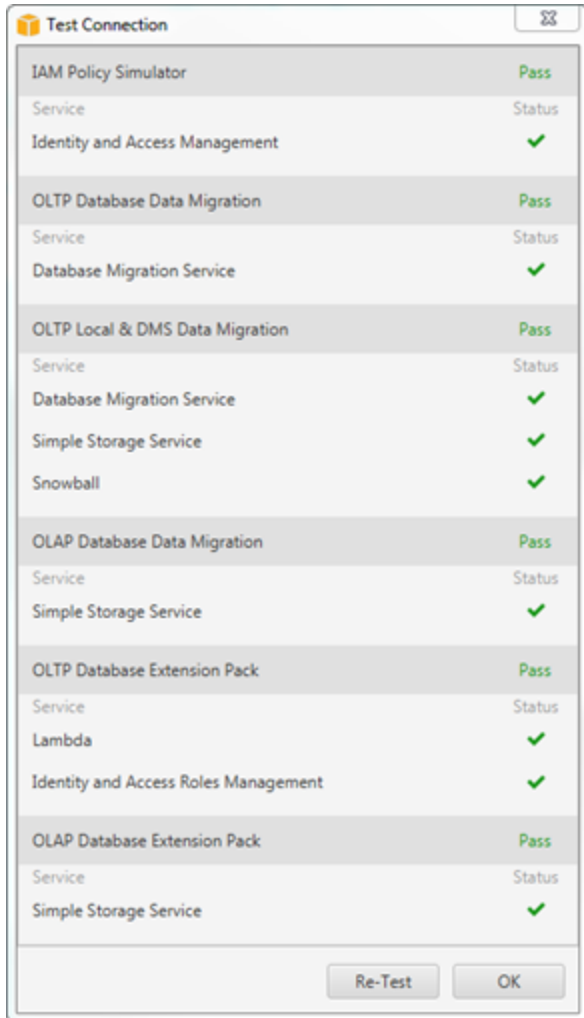 Test Connection
IAM Policy Simulator Pass
Service Status
Identity and Access Management
OLTP Database Data Migration Pass
Service Status
Database Migration Service
OLTP Local & DMS Data Migration Pass
Service Status
Database Migration Service
Simple Storage Service
Snowball
OLAP Database Data Migration Pass
Service Status
Simple Storage Service
OLTP Database Extension Pack Pass
Service Status
Lambda
Identity and Access Roles Management
OLAP Database Extension Pack Pass
Service Status
Simple Storage Service
Re-Test OK